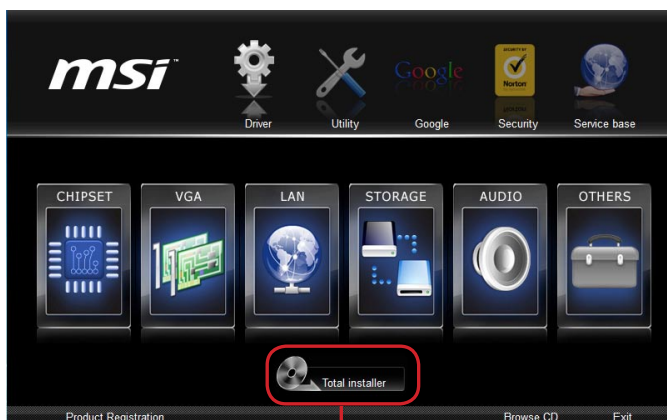 msi™
Google
Norton
Driver Utility Google Security Service base
CHIPSET VGA LAN STORAGE AUDIO OTHERS
Total installer
Product Registration Browse CD Exit